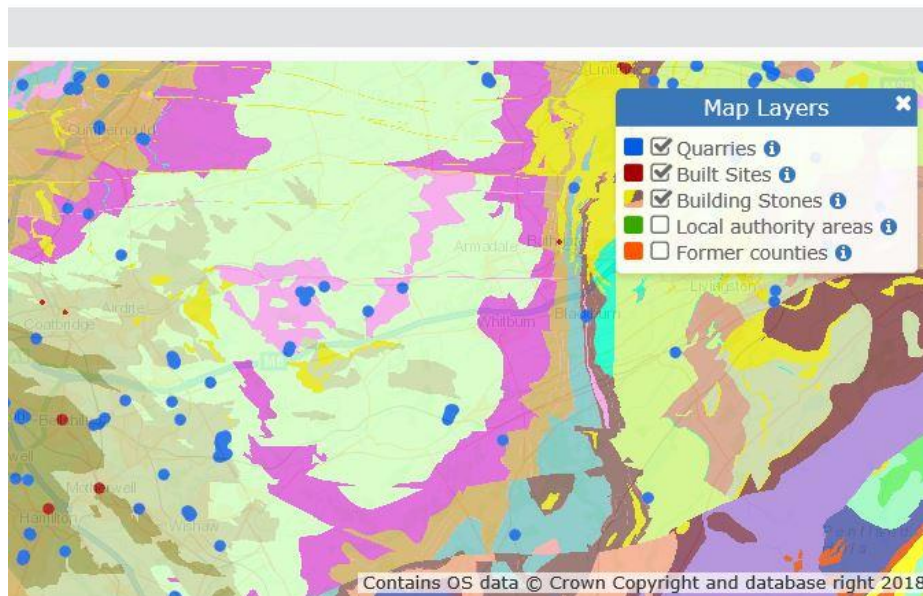 Cumbernauld
Map Layers
Quarries
Built Sites
Building Stones
Local authority areas
Former counties
Armadale
Livingston
Airdrie
Coatbridge
Whitburn
Blackburn
Motherwell
Hamilton
Wishaw
Contains OS data © Crown Copyright and database right 2018